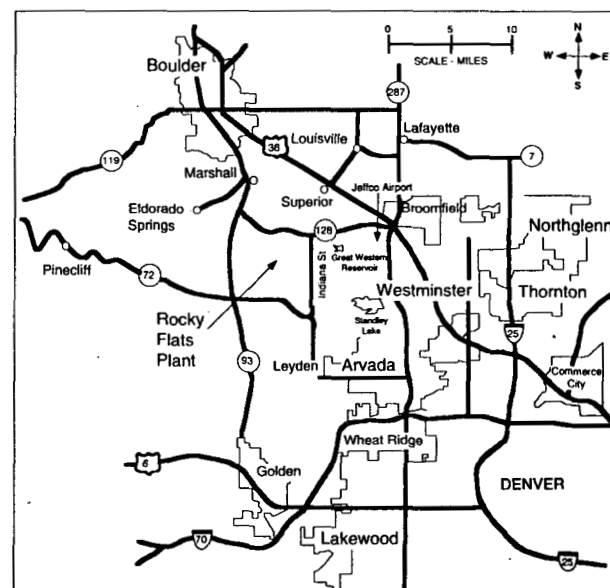 0 5 10
SCALE - MILES
N
W E
S
Boulder
287
36
Louisville
Lafayette
7
119
Marshall
Superior
Jeffco Airport
Eldorado
Springs
Broomfield
Northglenn
128
Great Western
Reservoir
Pinecliff
72
Indiana St
Westminster
Thornton
Standley
Lake
Rocky
Flats
Plant
25
93
Leyden
Arvada
Commerce
City
Wheat Ridge
6
Golden
DENVER
70
Lakewood
25